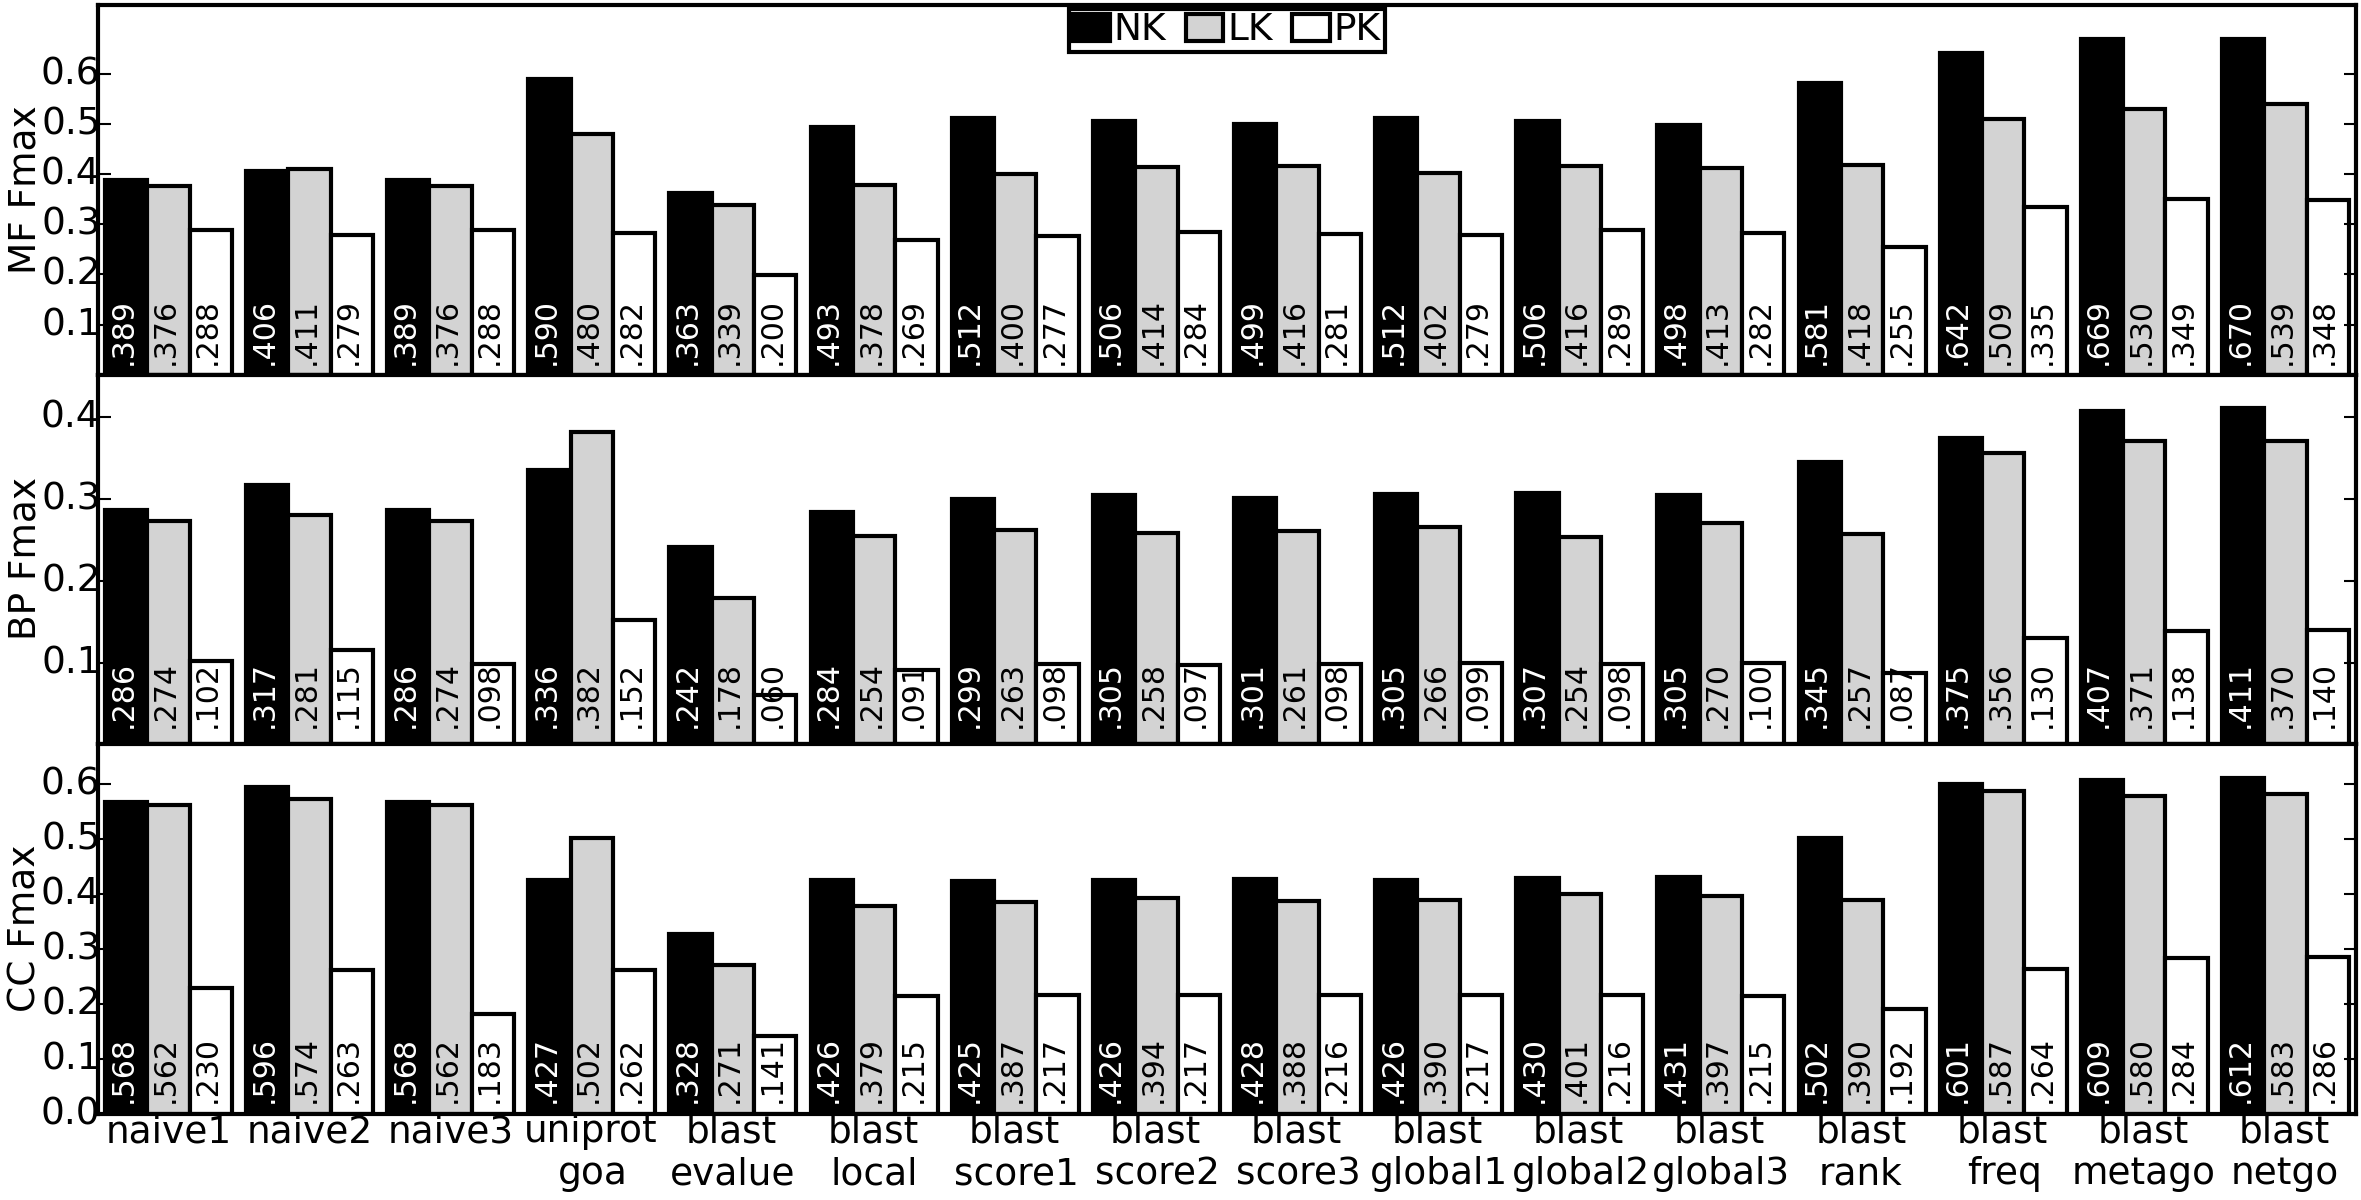 NK LK PK
MF Fmax
0.6
0.5
0.4
0.3
0.2
0.1
.389 .376 .288 .406 .411 .279 .389 .376 .288 .590 .480 .282 .363 .339 .200 .493 .378 .269 .512 .400 .277 .506 .414 .284 .499 .416 .281 .512 .402 .279 .506 .416 .289 .498 .413 .282 .581 .418 .255 .642 .509 .335 .669 .530 .349 .670 .539 .348
BP Fmax
0.4
0.3
0.2
0.1
.286 .274 .102 .317 .281 .115 .286 .274 .098 .336 .382 .152 .242 .178 .060 .284 .254 .091 .299 .263 .098 .305 .258 .097 .301 .261 .098 .305 .266 .099 .307 .254 .098 .305 .270 .100 .345 .257 .087 .375 .356 .130 .407 .371 .138 .411 .370 .140
CC Fmax
0.6
0.5
0.4
0.3
0.2
0.1
0.0
.568 .562 .230 .596 .574 .263 .568 .562 .183 .427 .502 .262 .328 .271 .141 .426 .379 .215 .425 .387 .217 .426 .394 .217 .428 .388 .216 .426 .390 .217 .430 .401 .216 .431 .397 .215 .502 .390 .192 .601 .587 .264 .609 .580 .284 .612 .583 .286
naive1 naive2 naive3 uniprot blast blast blast blast blast blast blast blast blast blast blast blast
goa evalue local score1 score2 score3 global1 global2 global3 rank freq metago netgo